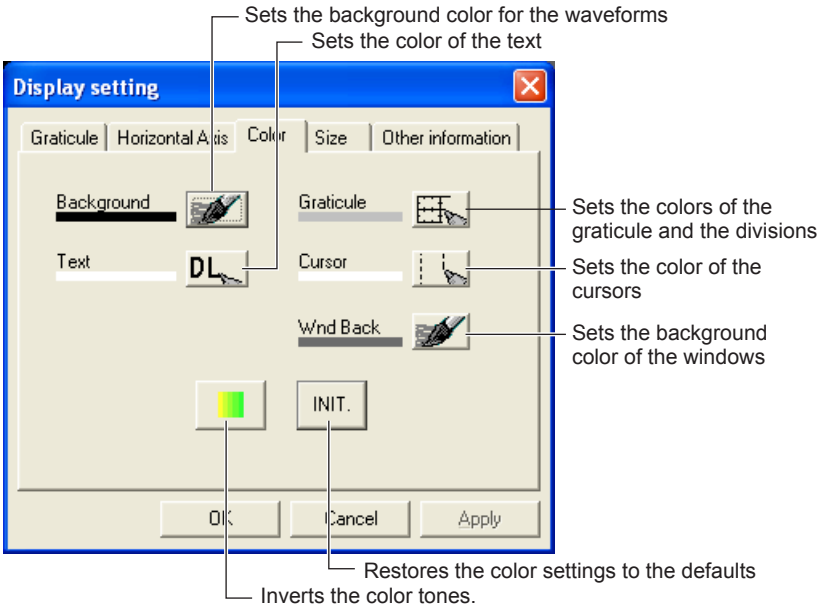 Sets the background color for the waveforms
Sets the color of the text
Display setting
Graticule
Horizontal Axis
Color
Size
Other information
Background
Graticule
Sets the colors of the
graticule and the divisions
Text
DL
Cursor
Sets the color of the
cursors
Wnd Back
Sets the background
color of the windows
INIT.
OK
Cancel
Apply
Restores the color settings to the defaults
Inverts the color tones.